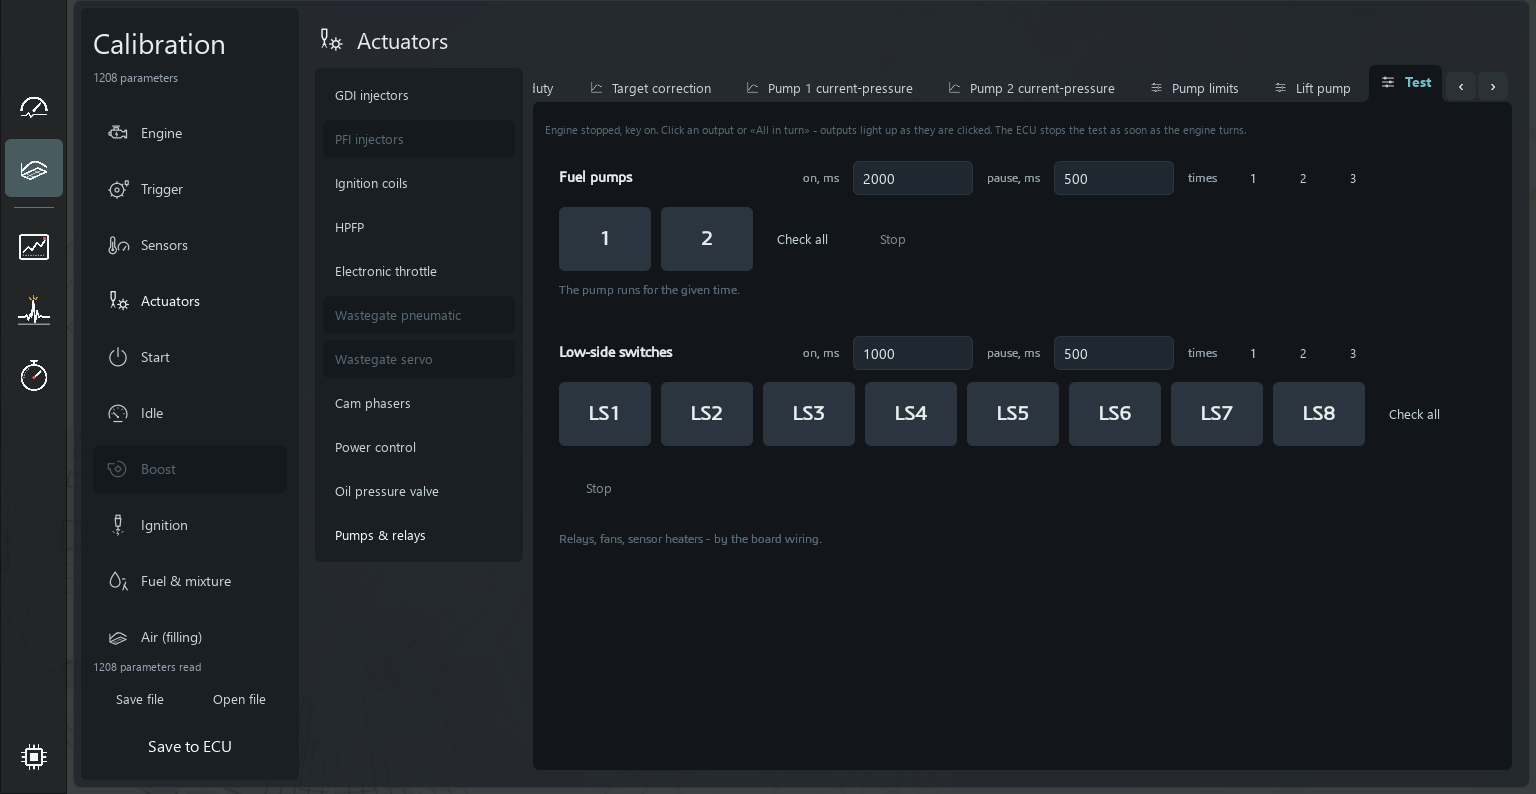 Calibration
1208 parameters
Engine
Trigger
Sensors
Actuators
Start
Idle
Boost
Ignition
Fuel & mixture
Air (filling)
1208 parameters read
Save file Open file
Save to ECU
Actuators
GDI injectors
PFI injectors
Ignition coils
HPFP
Electronic throttle
Wastegate pneumatic
Wastegate servo
Cam phasers
Power control
Oil pressure valve
Pumps & relays
Target correction Pump 1 current-pressure Pump 2 current-pressure Pump limits Lift pump Test ‹ ›
Engine stopped, key on. Click an output or «All in turn» - outputs light up as they are clicked. The ECU stops the test as soon as the engine turns.
Fuel pumps on, ms 2000 pause, ms 500 times 1 2 3
1 2 Check all Stop
The pump runs for the given time.
Low-side switches on, ms 1000 pause, ms 500 times 1 2 3
LS1 LS2 LS3 LS4 LS5 LS6 LS7 LS8 Check all
Stop
Relays, fans, sensor heaters - by the board wiring.